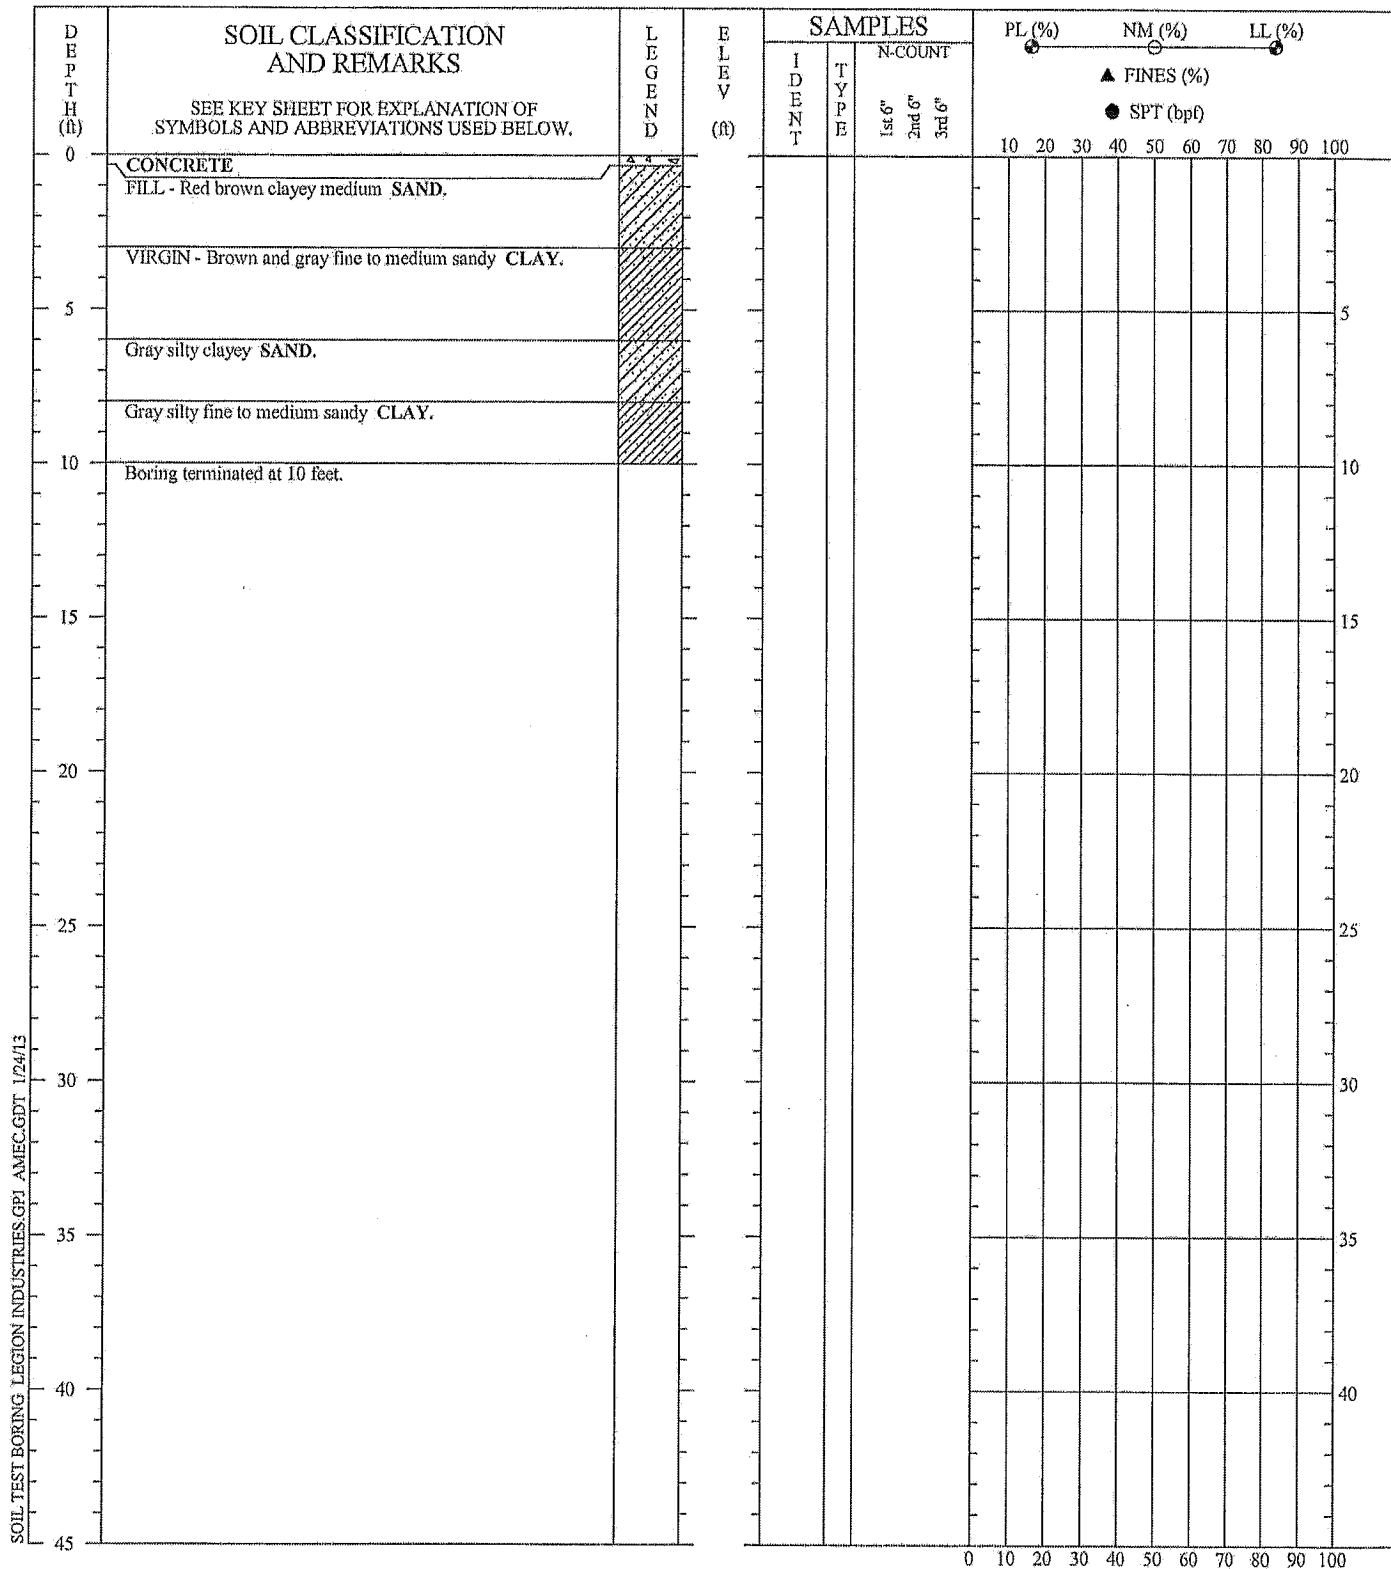 DEPTH (ft)
SOIL CLASSIFICATION
AND REMARKS
SEE KEY SHEET FOR EXPLANATION OF
SYMBOLS AND ABBREVIATIONS USED BELOW.
LEGEND
ELEV (ft)
SAMPLES
IDENT
TYPE
N-COUNT
1st 6"
2nd 6"
3rd 6"
PL (%) NM (%) LL (%)
▲ FINES (%)
● SPT (bpf)
10 20 30 40 50 60 70 80 90 100
0
CONCRETE
FILL - Red brown clayey medium SAND.
VIRGIN - Brown and gray fine to medium sandy CLAY.
5 5
Gray silty clayey SAND.
Gray silty fine to medium sandy CLAY.
10 10
Boring terminated at 10 feet.
15 15
20 20
25 25
30 30
35 35
40 40
45
0 10 20 30 40 50 60 70 80 90 100
SOIL TEST BORING LEGION INDUSTRIES.GPJ AMEC.GDT 1/24/13